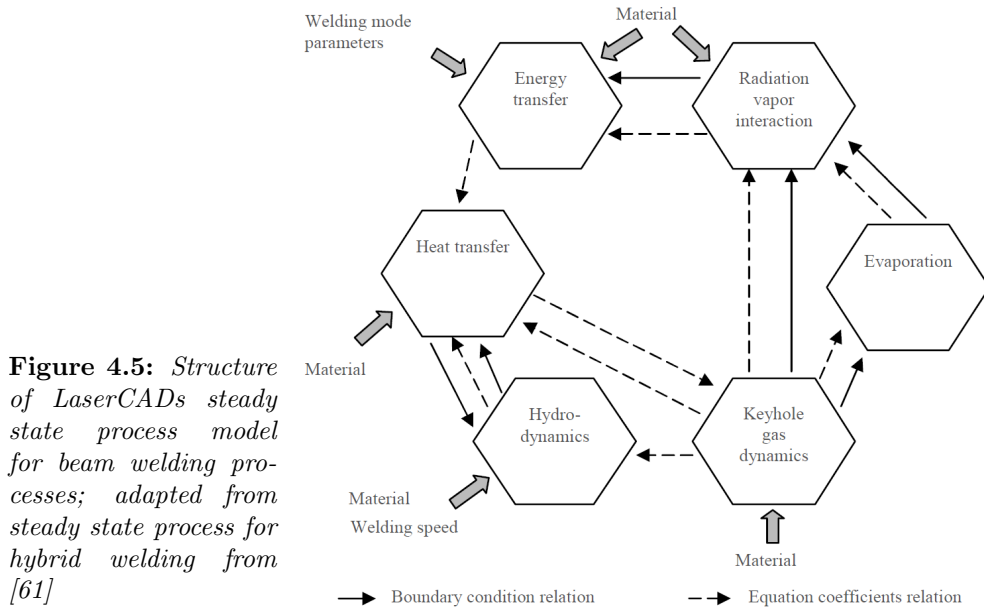 Welding mode
parameters
Material
Energy
transfer
Radiation
vapor
interaction
Heat transfer
Evaporation
Material
Hydro-
dynamics
Keyhole
gas
dynamics
Material
Welding speed
Material
Boundary condition relation
Equation coefficients relation
Figure 4.5: Structure
of LaserCADs steady
state process model
for beam welding pro-
cesses; adapted from
steady state process for
hybrid welding from
[61]